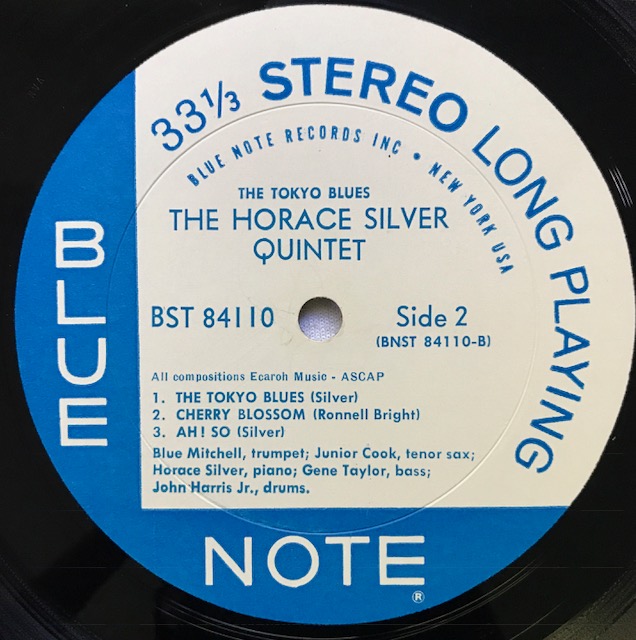 33⅓ STEREO LONG PLAYING
BLUE NOTE RECORDS INC • NEW YORK USA
THE TOKYO BLUES
THE HORACE SILVER
QUINTET
BST 84110
Side 2
(BNST 84110-B)
All compositions Ecaroh Music - ASCAP
1. THE TOKYO BLUES (Silver)
2. CHERRY BLOSSOM (Ronnell Bright)
3. AH! SO (Silver)
Blue Mitchell, trumpet; Junior Cook, tenor sax;
Horace Silver, piano; Gene Taylor, bass;
John Harris Jr., drums.
BLUE
NOTE
®